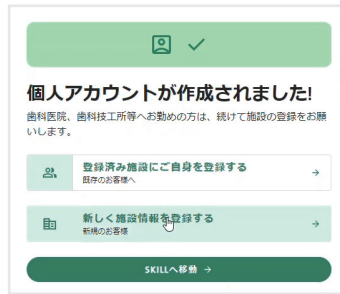 個人アカウントが作成されました!
歯科医院、歯科技工所等へお勤めの方は、続けて施設の登録をお願
いします。
登録済み施設にご自身を登録する
既存のお客様へ
新しく施設情報を登録する
新規のお客様
SKILLへ移動 →